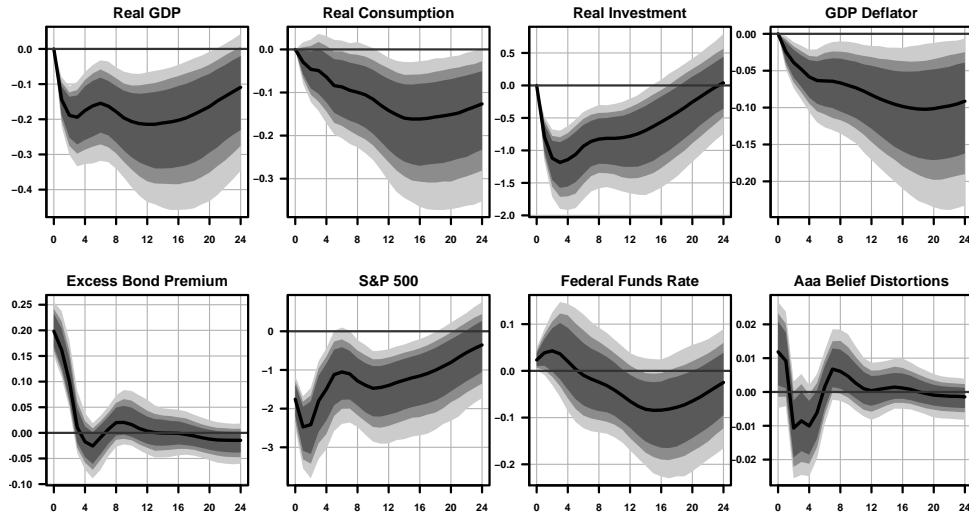 Real GDP
0.0
−0.1
−0.2
−0.3
−0.4
0 4 8 12 16 20 24
Real Consumption
0.0
−0.1
−0.2
−0.3
0 4 8 12 16 20 24
Real Investment
0.5
0.0
−0.5
−1.0
−1.5
−2.0
0 4 8 12 16 20 24
GDP Deflator
0.00
−0.05
−0.10
−0.15
−0.20
0 4 8 12 16 20 24
Excess Bond Premium
0.25
0.20
0.15
0.10
0.05
0.00
−0.05
−0.10
0 4 8 12 16 20 24
S&P 500
0
−1
−2
−3
0 4 8 12 16 20 24
Federal Funds Rate
0.1
0.0
−0.1
−0.2
0 4 8 12 16 20 24
Aaa Belief Distortions
0.02
0.01
0.00
−0.01
−0.02
0 4 8 12 16 20 24